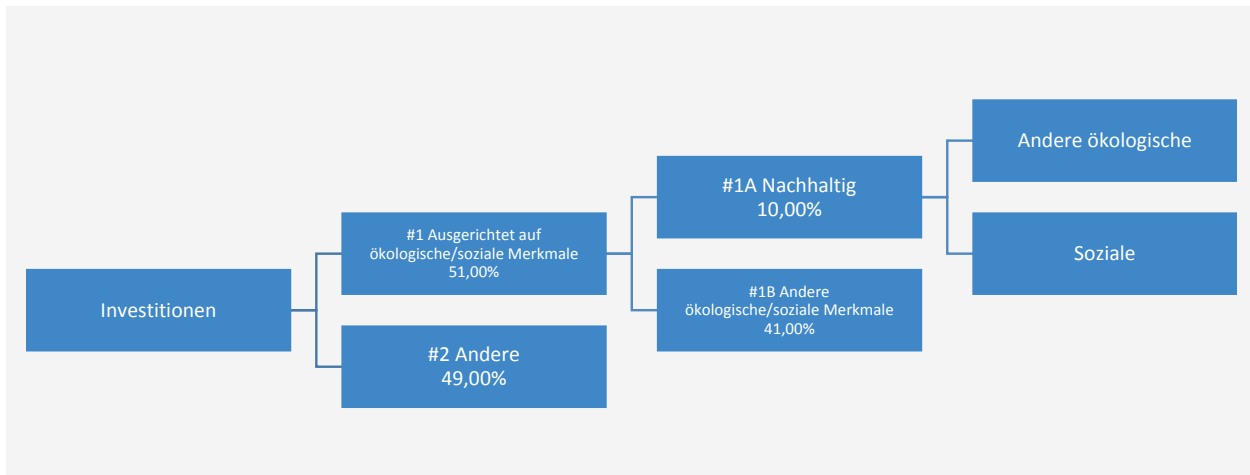 Investitionen
#1 Ausgerichtet auf
ökologische/soziale Merkmale
51,00%
#2 Andere
49,00%
#1A Nachhaltig
10,00%
#1B Andere
ökologische/soziale Merkmale
41,00%
Andere ökologische
Soziale